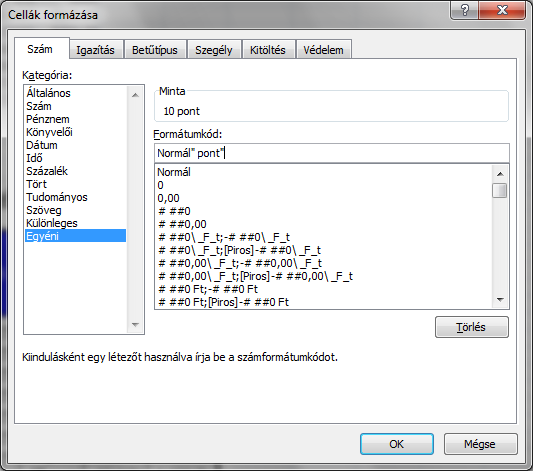 Cellák formázása
Szám Igazítás Betűtípus Szegély Kitöltés Védelem
Kategória:
Általános
Szám
Pénznem
Könyvelői
Dátum
Idő
Százalék
Tört
Tudományos
Szöveg
Különleges
Egyéni
Minta
10 pont
Formátumkód:
Normál" pont"
Normál
0
0,00
# ##0
# ##0,00
# ##0\ _F_t;-# ##0\ _F_t
# ##0\ _F_t;[Piros]-# ##0\ _F_t
# ##0,00\ _F_t;-# ##0,00\ _F_t
# ##0,00\ _F_t;[Piros]-# ##0,00\ _F_t
# ##0 Ft;-# ##0 Ft
# ##0 Ft;[Piros]-# ##0 Ft
Törlés
Kiindulásként egy létezőt használva írja be a számformátumkódot.
OK Mégse